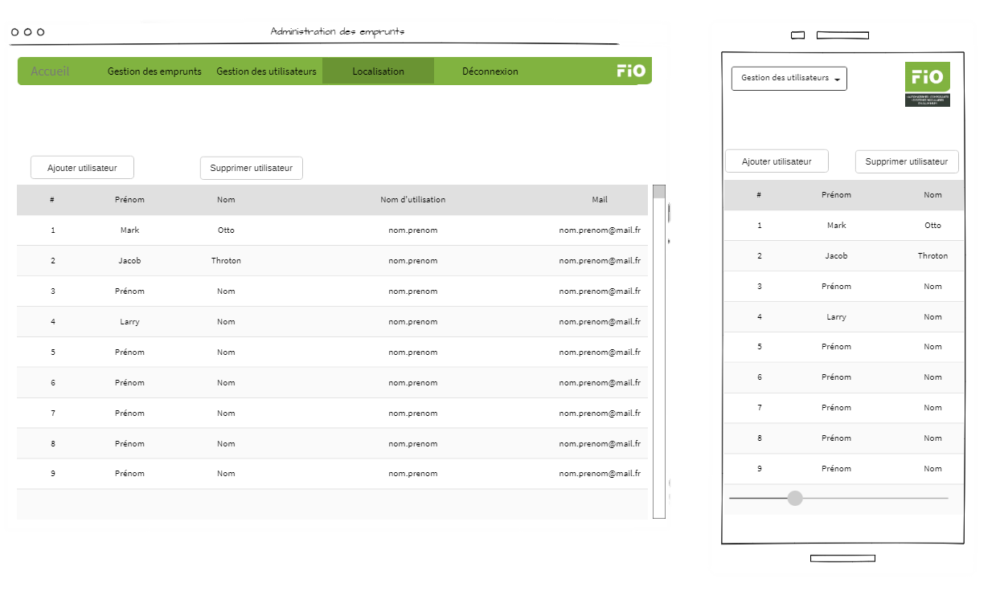 Administration des emprunts
Accueil Gestion des emprunts Gestion des utilisateurs Localisation Déconnexion FiO
Ajouter utilisateur Supprimer utilisateur
# Prénom Nom Nom d'utilisation Mail
1 Mark Otto nom.prenom nom.prenom@mail.fr
2 Jacob Throton nom.prenom nom.prenom@mail.fr
3 Prénom Nom nom.prenom nom.prenom@mail.fr
4 Larry Nom nom.prenom nom.prenom@mail.fr
5 Prénom Nom nom.prenom nom.prenom@mail.fr
6 Prénom Nom nom.prenom nom.prenom@mail.fr
7 Prénom Nom nom.prenom nom.prenom@mail.fr
8 Prénom Nom nom.prenom nom.prenom@mail.fr
9 Prénom Nom nom.prenom nom.prenom@mail.fr
Gestion des utilisateurs FiO
Ajouter utilisateur Supprimer utilisateur
# Prénom Nom
1 Mark Otto
2 Jacob Throton
3 Prénom Nom
4 Larry Nom
5 Prénom Nom
6 Prénom Nom
7 Prénom Nom
8 Prénom Nom
9 Prénom Nom